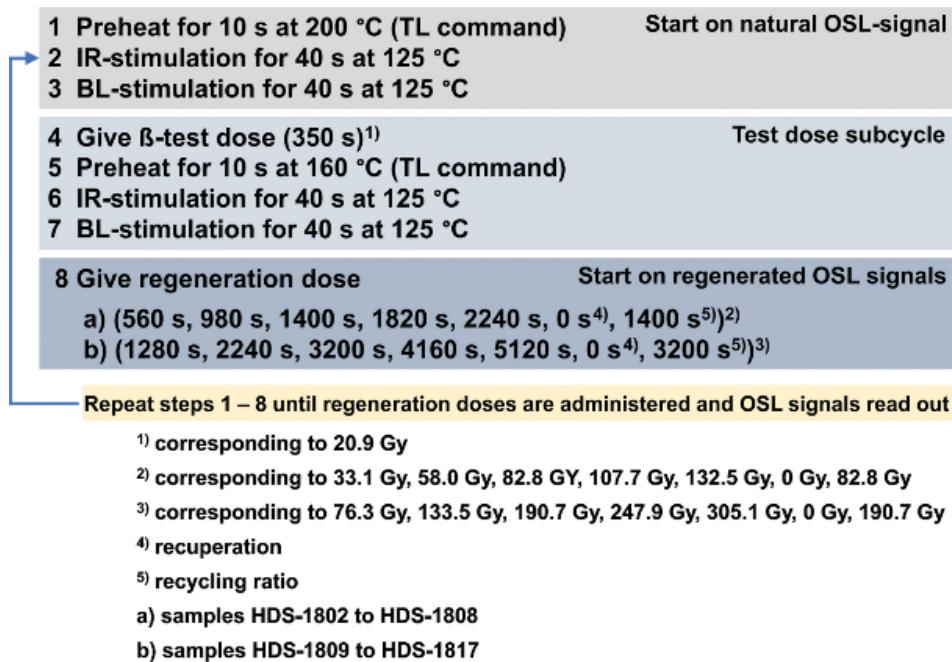 1 Preheat for 10 s at 200 °C (TL command) Start on natural OSL-signal
2 IR-stimulation for 40 s at 125 °C
3 BL-stimulation for 40 s at 125 °C
4 Give ß-test dose (350 s)¹⁾ Test dose subcycle
5 Preheat for 10 s at 160 °C (TL command)
6 IR-stimulation for 40 s at 125 °C
7 BL-stimulation for 40 s at 125 °C
8 Give regeneration dose Start on regenerated OSL signals
a) (560 s, 980 s, 1400 s, 1820 s, 2240 s, 0 s⁴⁾, 1400 s⁵⁾)²⁾
b) (1280 s, 2240 s, 3200 s, 4160 s, 5120 s, 0 s⁴⁾, 3200 s⁵⁾)³⁾
Repeat steps 1 – 8 until regeneration doses are administered and OSL signals read out
¹⁾ corresponding to 20.9 Gy
²⁾ corresponding to 33.1 Gy, 58.0 Gy, 82.8 GY, 107.7 Gy, 132.5 Gy, 0 Gy, 82.8 Gy
³⁾ corresponding to 76.3 Gy, 133.5 Gy, 190.7 Gy, 247.9 Gy, 305.1 Gy, 0 Gy, 190.7 Gy
⁴⁾ recuperation
⁵⁾ recycling ratio
a) samples HDS-1802 to HDS-1808
b) samples HDS-1809 to HDS-1817